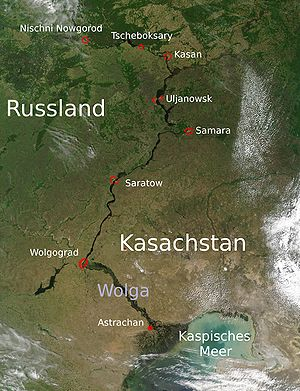 Nischni Nowgorod
Tscheboksary
Kasan
Uljanowsk
Russland
Samara
Saratow
Kasachstan
Wolgograd
Wolga
Astrachan
Kaspisches
Meer